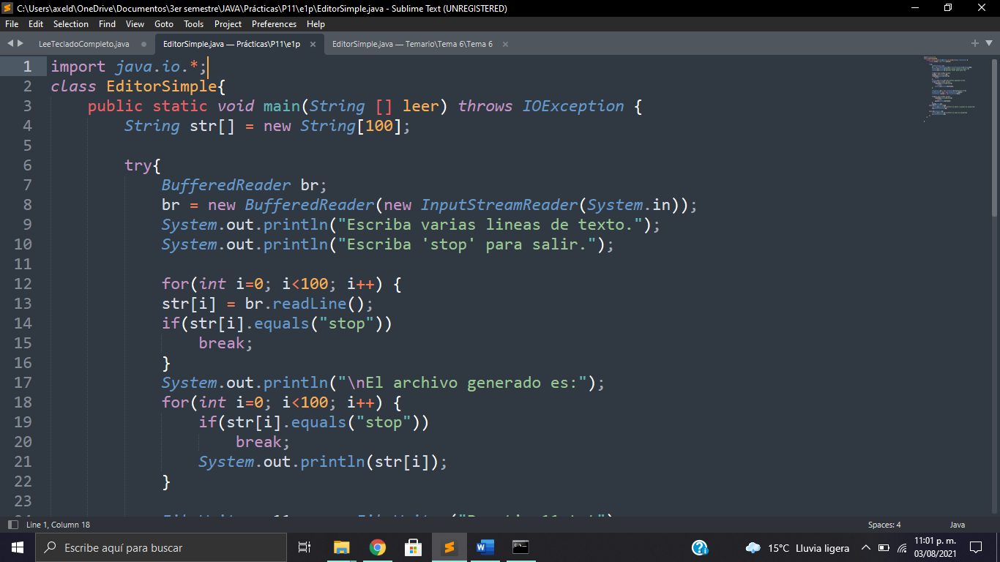 C:\Users\axeld\OneDrive\Documentos\3er semestre\JAVA\Prácticas\P11\e1p\EditorSimple.java - Sublime Text (UNREGISTERED)
File Edit Selection Find View Goto Tools Project Preferences Help
LeeTecladoCompleto.java EditorSimple.java — Prácticas\P11\e1p EditorSimple.java — Temario\Tema 6\Tema 6
1 import java.io.*;
2 class EditorSimple{
3 public static void main(String [] leer) throws IOException {
4 String str[] = new String[100];
5
6 try{
7 BufferedReader br;
8 br = new BufferedReader(new InputStreamReader(System.in));
9 System.out.println("Escriba varias lineas de texto.");
10 System.out.println("Escriba 'stop' para salir.");
11
12 for(int i=0; i<100; i++) {
13 str[i] = br.readLine();
14 if(str[i].equals("stop"))
15 break;
16 }
17 System.out.println("\nEl archivo generado es:");
18 for(int i=0; i<100; i++) {
19 if(str[i].equals("stop"))
20 break;
21 System.out.println(str[i]);
22 }
23
Line 1, Column 18 Spaces: 4 Java
Escribe aquí para buscar
15°C Lluvia ligera
11:01 p. m.
03/08/2021